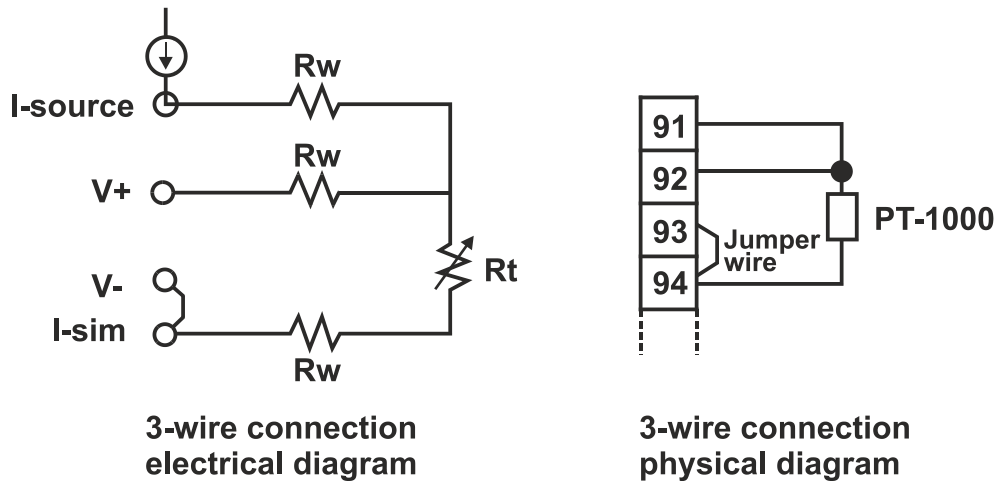 Rw
I-source
Rw
V+
V-
Rt
I-sim
Rw
3-wire connection
electrical diagram
91
92
93
94
Jumper
wire
PT-1000
3-wire connection
physical diagram